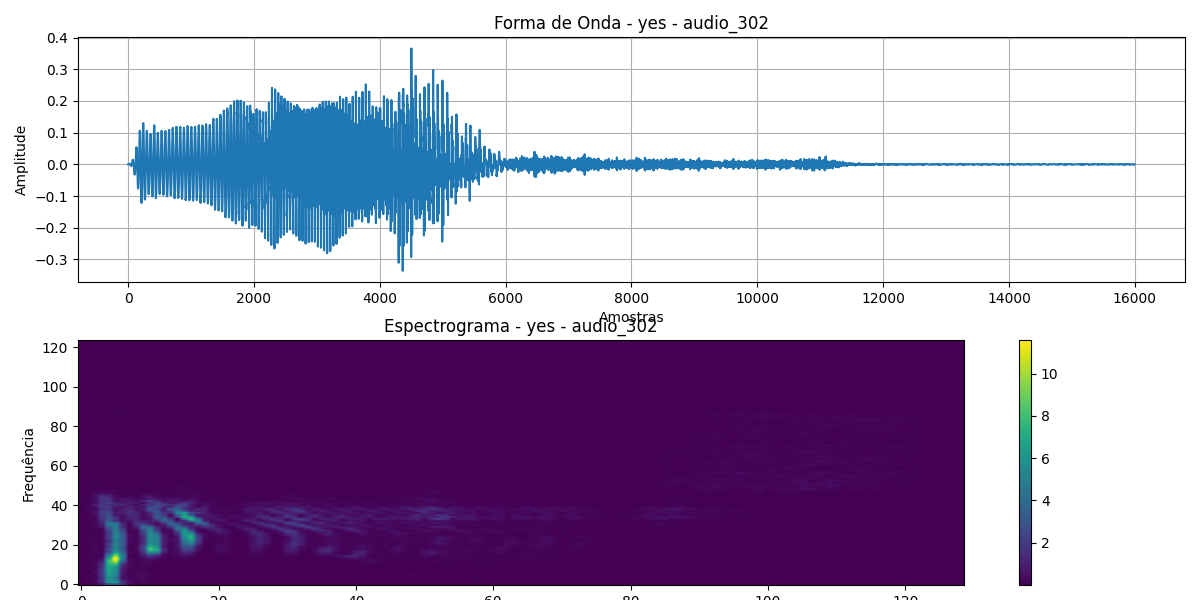 Forma de Onda - yes - audio_302
0.4
0.3
0.2
0.1
0.0
−0.1
−0.2
−0.3
Amplitude
0 2000 4000 6000 8000 10000 12000 14000 16000
Amostras
Espectrograma - yes - audio_302
120
100
80
60
40
20
0
Frequência
10
8
6
4
2
0 20 40 60 80 100 120